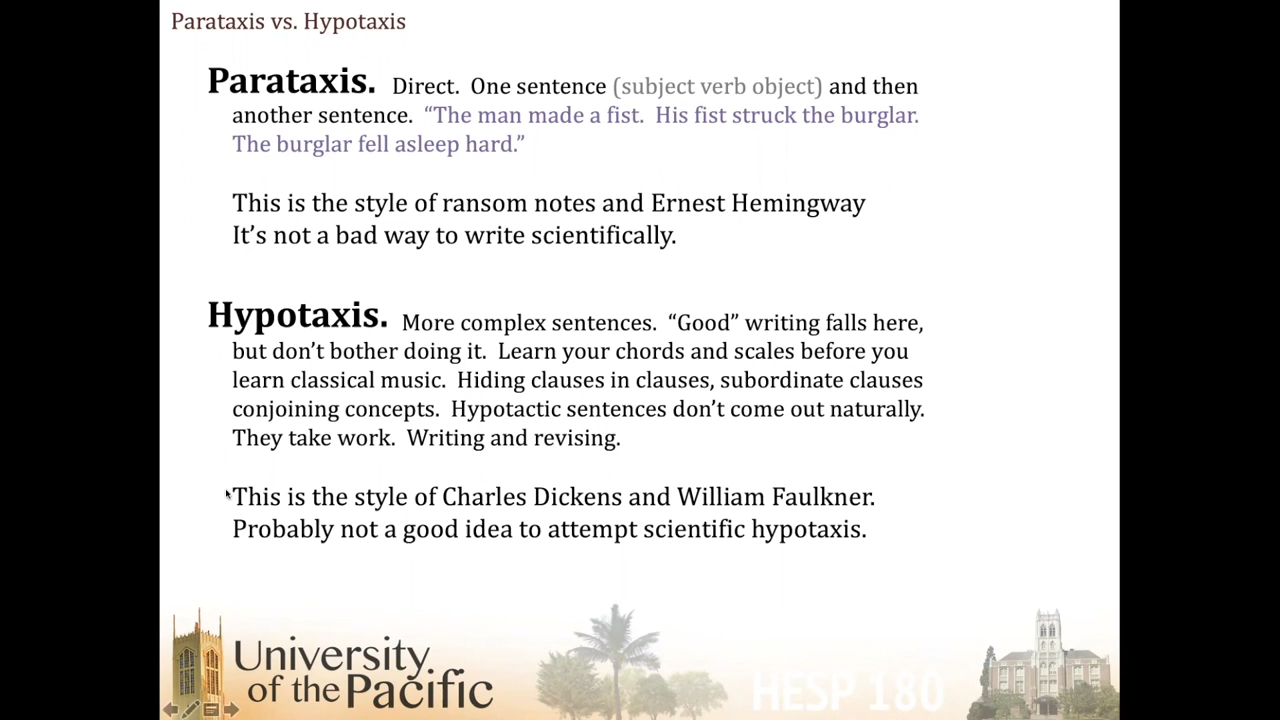 Parataxis vs. Hypotaxis
Parataxis. Direct. One sentence (subject verb object) and then
another sentence. “The man made a fist. His fist struck the burglar.
The burglar fell asleep hard.”
This is the style of ransom notes and Ernest Hemingway
It’s not a bad way to write scientifically.
Hypotaxis. More complex sentences. “Good” writing falls here,
but don’t bother doing it. Learn your chords and scales before you
learn classical music. Hiding clauses in clauses, subordinate clauses
conjoining concepts. Hypotactic sentences don’t come out naturally.
They take work. Writing and revising.
This is the style of Charles Dickens and William Faulkner.
Probably not a good idea to attempt scientific hypotaxis.
University
of the Pacific
HESP 180